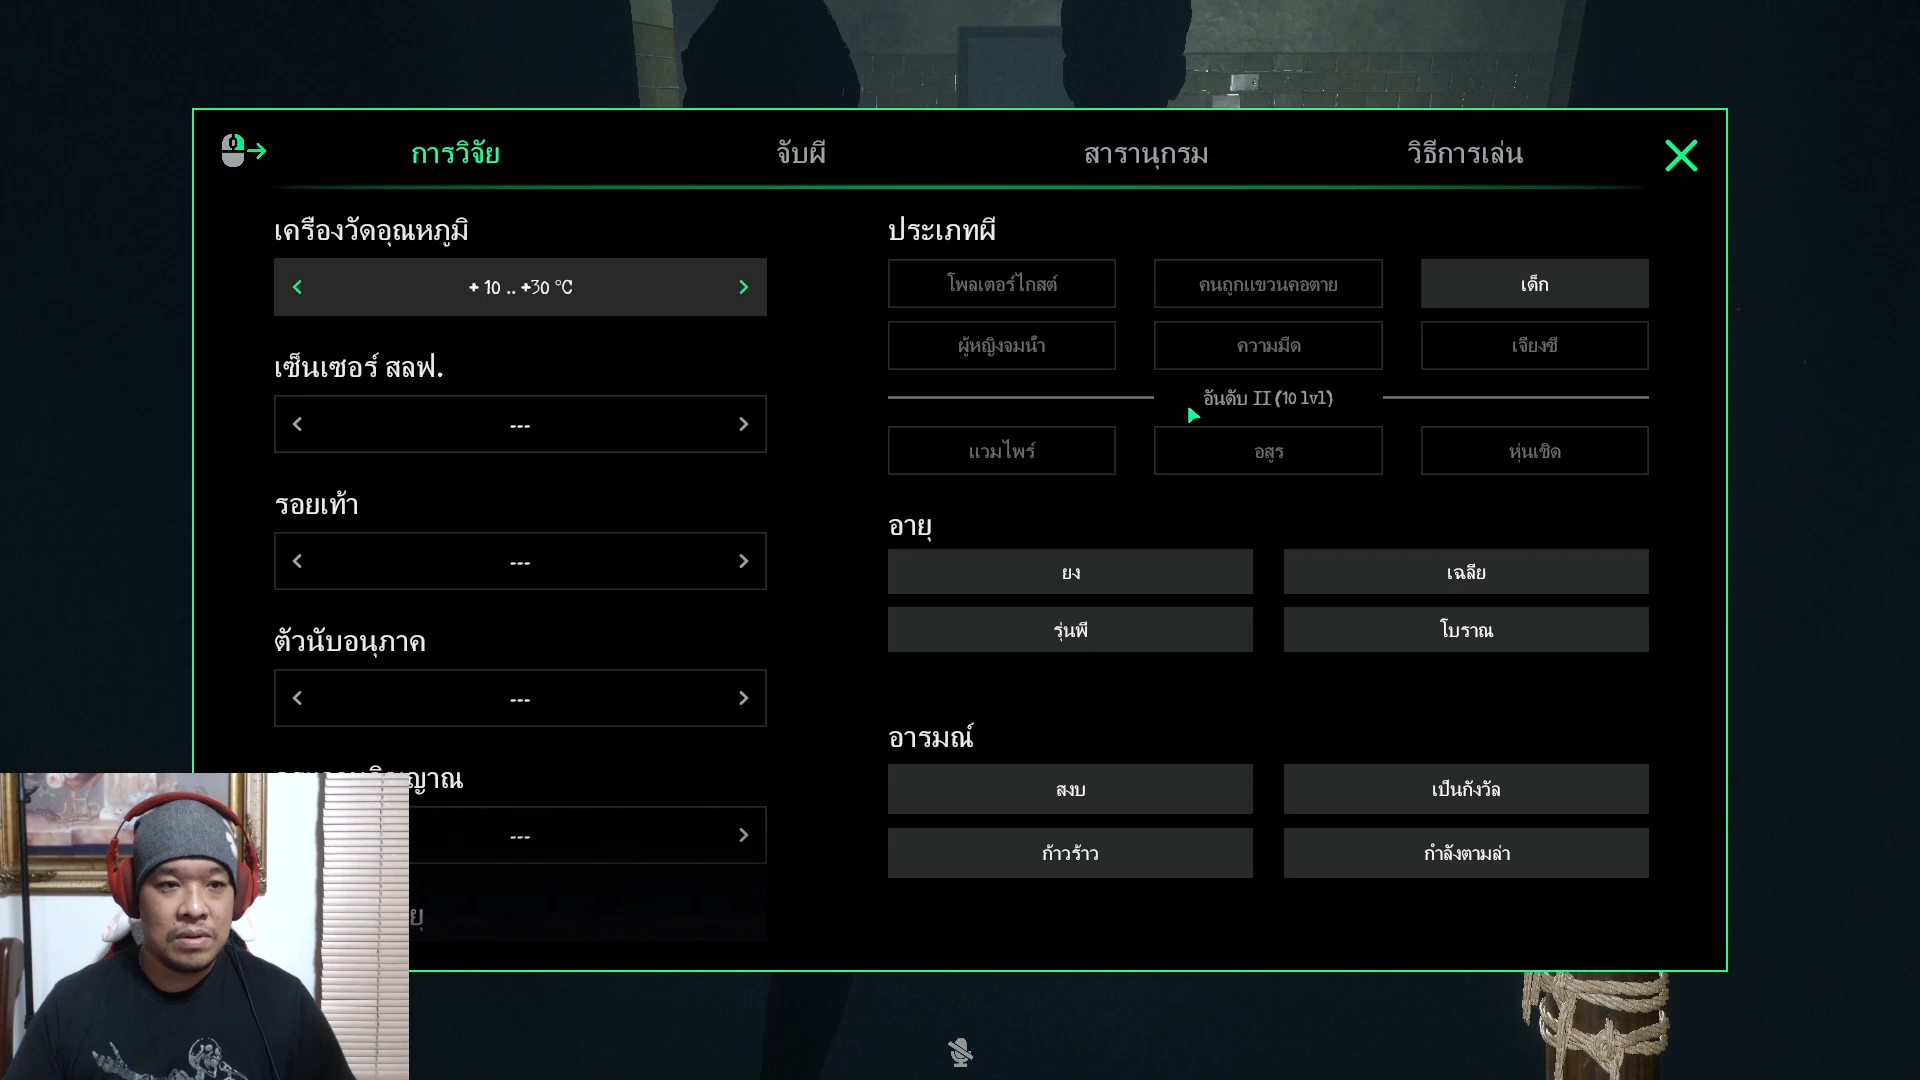 การวิจัย
จับผี
สารานุกรม
วิธีการเล่น
เครื่องวัดอุณหภูมิ
+ 10 .. +30 °C
เซ็นเซอร์ สลฟ.
---
รอยเท้า
---
ตัวนับอนุภาค
---
---
ประเภทผี
โพลเตอร์ไกสต์
คนถูกแขวนคอตาย
เด็ก
ผู้หญิงจมน้ำ
ความมืด
เจียงซี
อันดับ II (10 lvl)
แวมไพร์
อสูร
หุ่นเชิด
อายุ
ยง
เฉลี่ย
รุ่นพี่
โบราณ
อารมณ์
สงบ
เป็นกังวัล
ก้าวร้าว
กำลังตามล่า